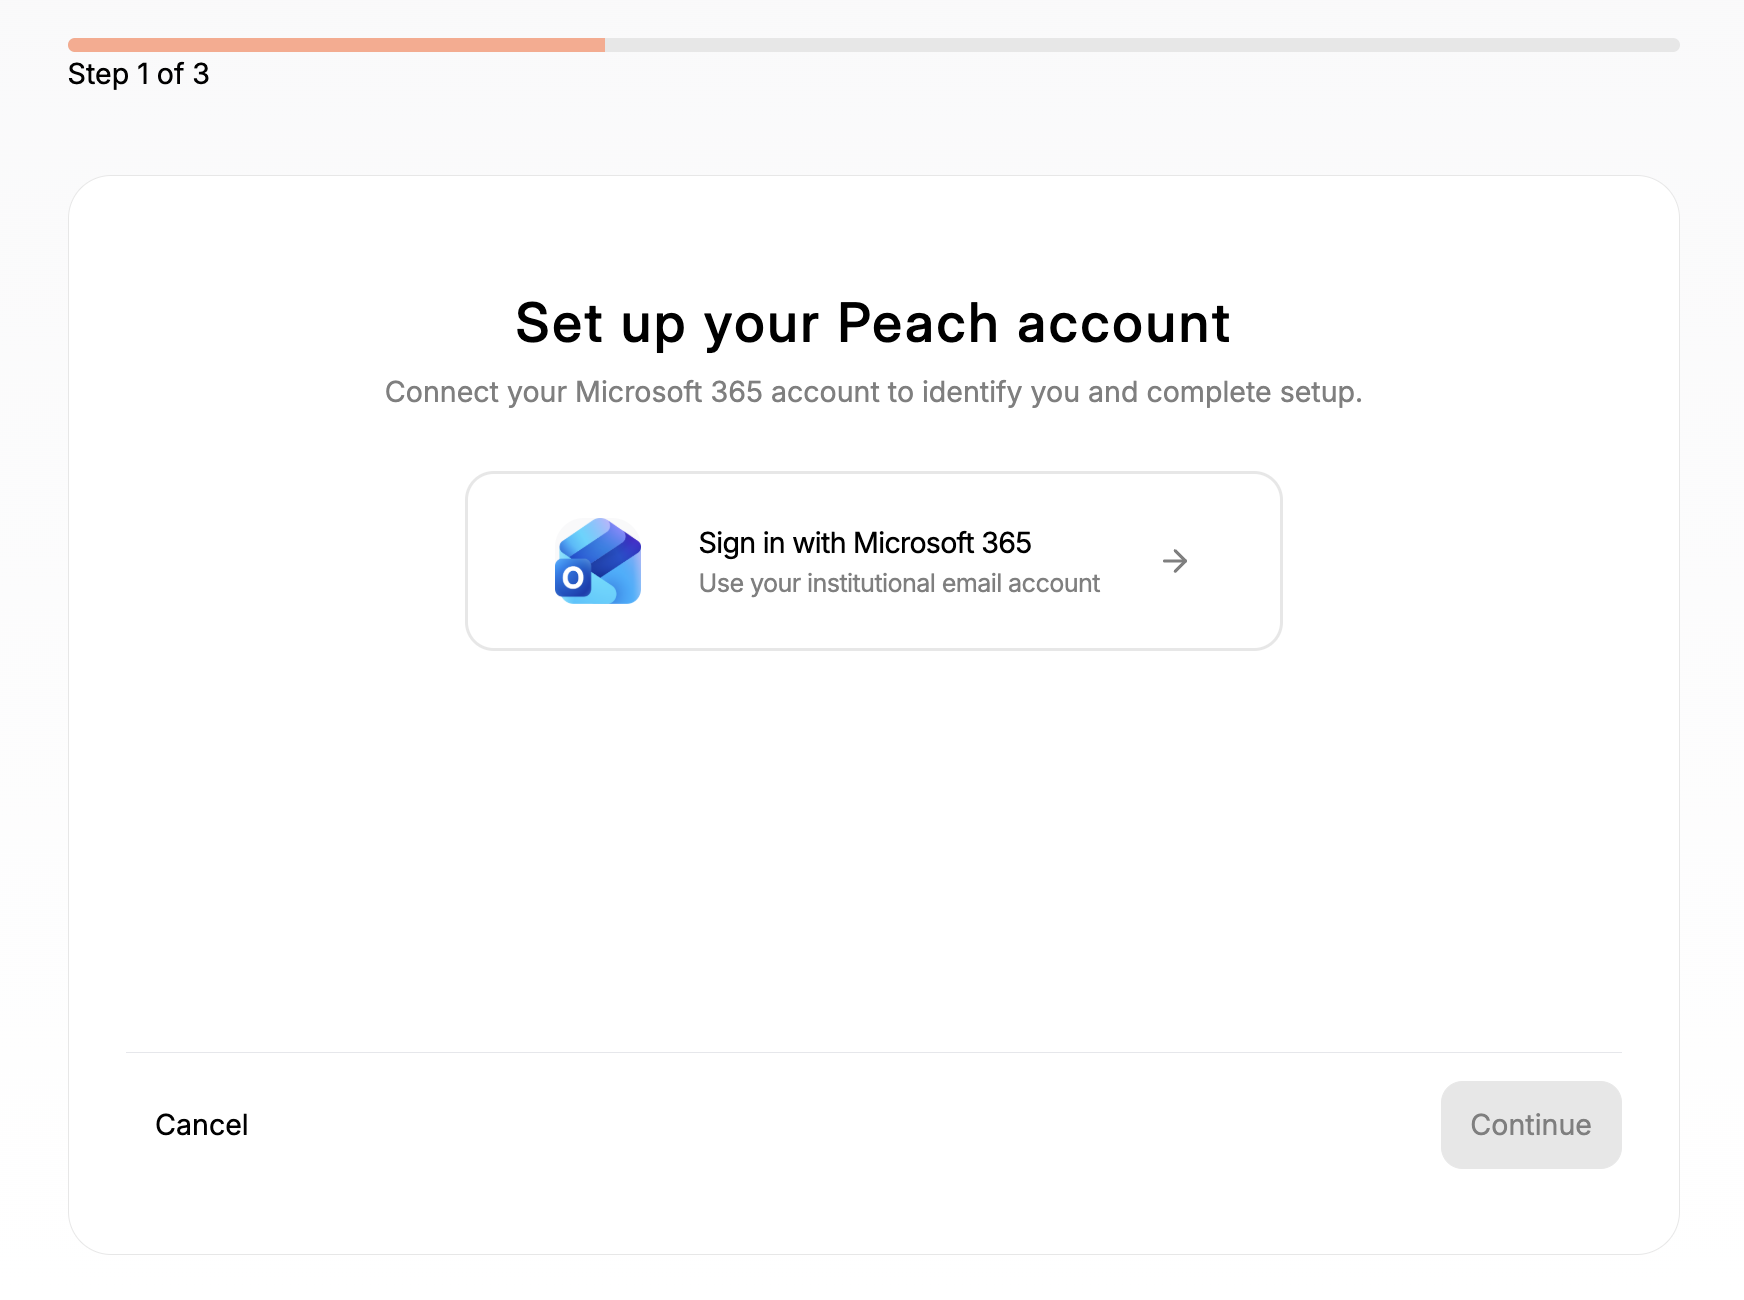 Step 1 of 3
Set up your Peach account
Connect your Microsoft 365 account to identify you and complete setup.
O
Sign in with Microsoft 365
Use your institutional email account
Cancel
Continue